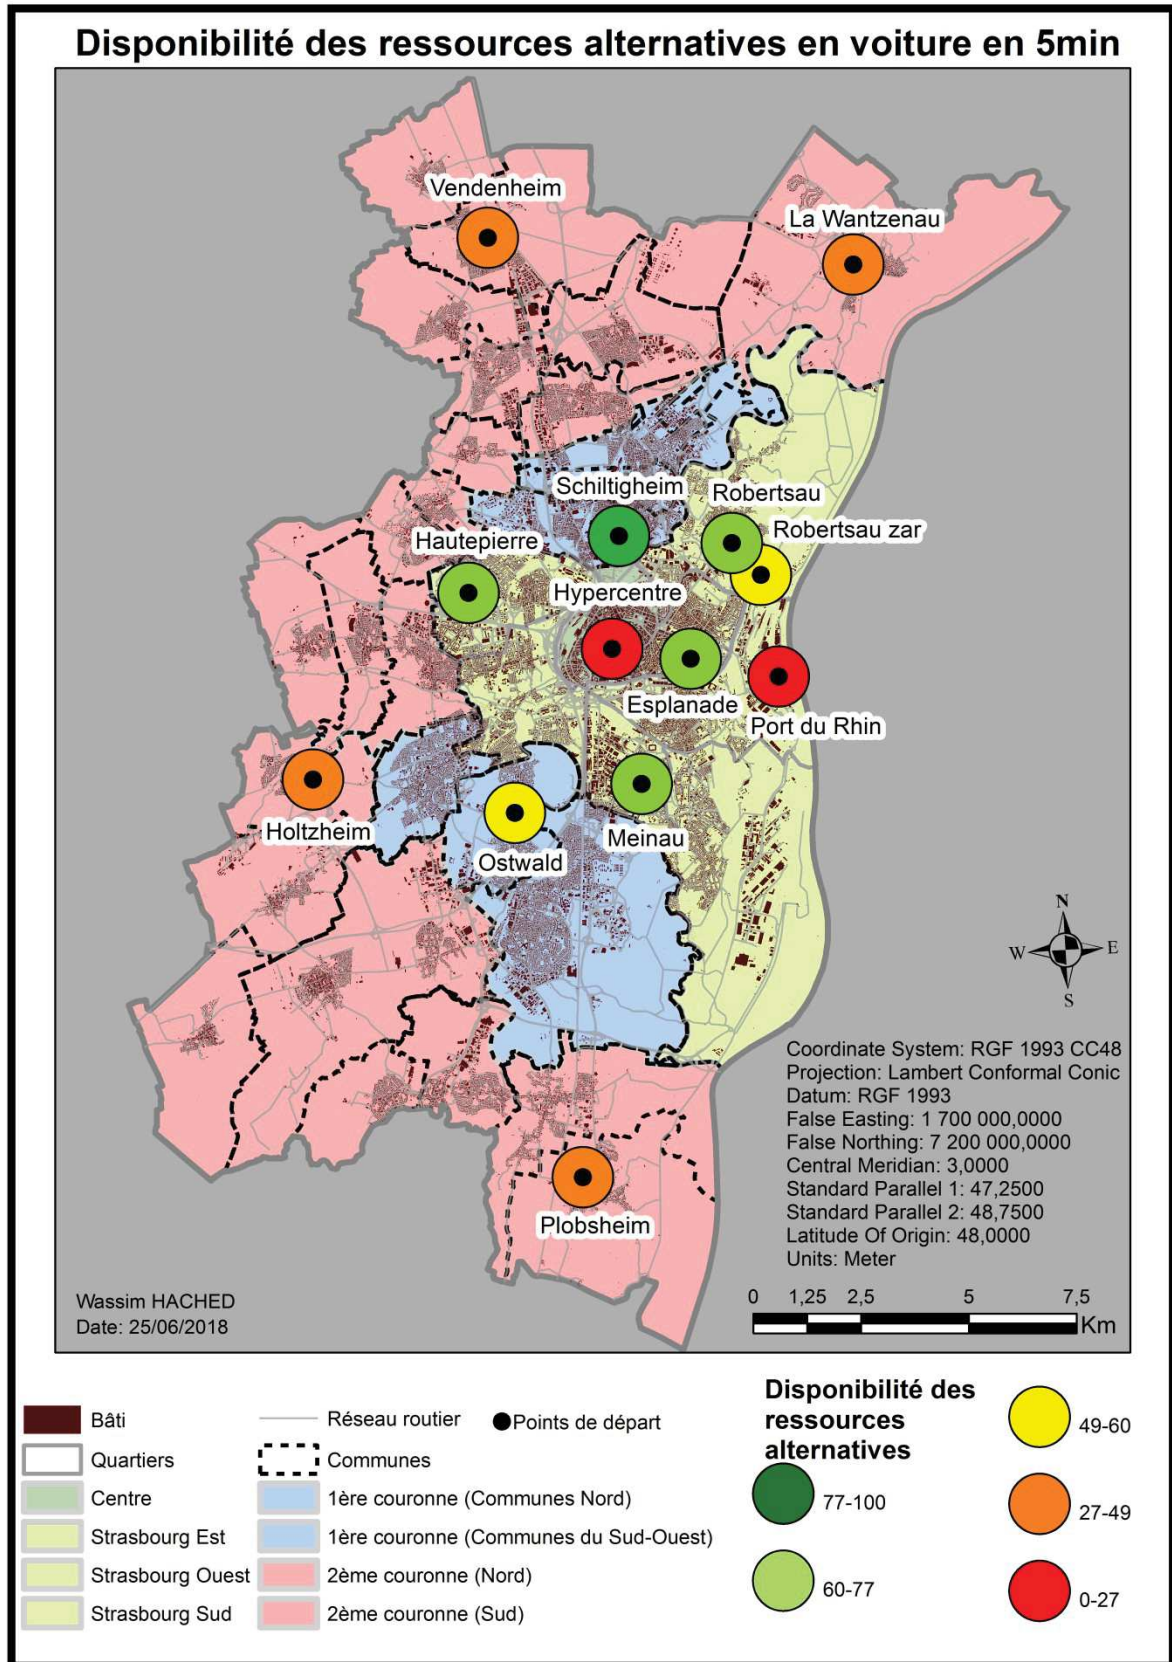 Disponibilité des ressources alternatives en voiture en 5min
Vendenheim
La Wantzenau
Schiltigheim
Robertsau
Robertsau zar
Hautepierre
Hypercentre
Esplanade
Port du Rhin
Holtzheim
Ostwald
Meinau
Plobsheim
N
W E
S
Coordinate System: RGF 1993 CC48
Projection: Lambert Conformal Conic
Datum: RGF 1993
False Easting: 1 700 000,0000
False Northing: 7 200 000,0000
Central Meridian: 3,0000
Standard Parallel 1: 47,2500
Standard Parallel 2: 48,7500
Latitude Of Origin: 48,0000
Units: Meter
Wassim HACHED
Date: 25/06/2018
0 1,25 2,5 5 7,5
Km
Bâti
Quartiers
Centre
Strasbourg Est
Strasbourg Ouest
Strasbourg Sud
Réseau routier
Points de départ
Communes
1ère couronne (Communes Nord)
1ère couronne (Communes du Sud-Ouest)
2ème couronne (Nord)
2ème couronne (Sud)
Disponibilité des
ressources
alternatives
77-100
60-77
49-60
27-49
0-27